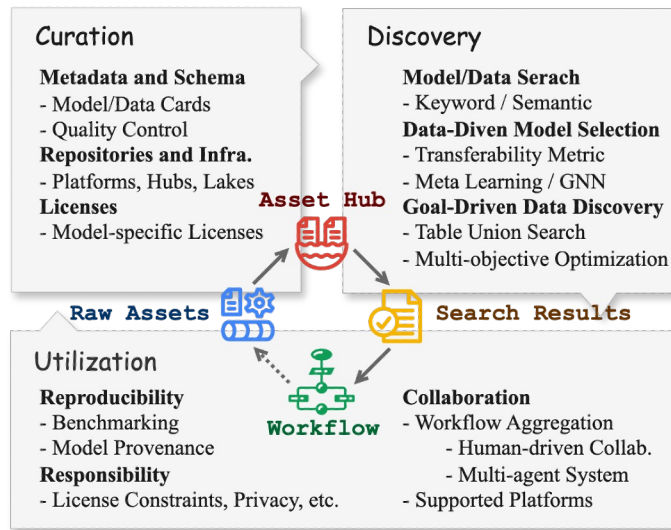 Curation
Metadata and Schema
- Model/Data Cards
- Quality Control
Repositories and Infra.
- Platforms, Hubs, Lakes
Licenses
- Model-specific Licenses
Discovery
Model/Data Serach
- Keyword / Semantic
Data-Diven Model Selection
- Transferability Metric
- Meta Learning / GNN
Goal-Driven Data Discovery
- Table Union Search
- Multi-objective Optimization
Asset Hub
Raw Assets
Search Results
Workflow
Utilization
Reproducibility
- Benchmarking
- Model Provenance
Responsibility
- License Constraints, Privacy, etc.
Collaboration
- Workflow Aggregation
- Human-driven Collab.
- Multi-agent System
- Supported Platforms